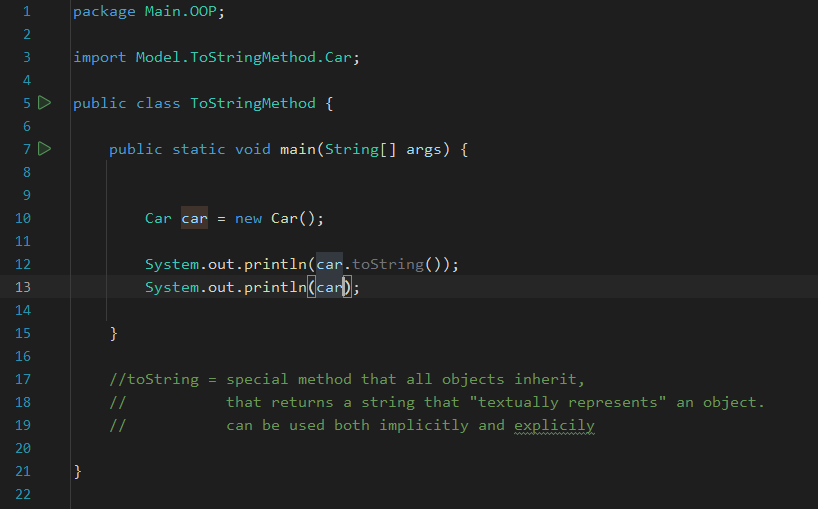 1 package Main.OOP;
2
3 import Model.ToStringMethod.Car;
4
5 public class ToStringMethod {
6
7 public static void main(String[] args) {
8
9
10 Car car = new Car();
11
12 System.out.println(car.toString());
13 System.out.println(car);
14
15 }
16
17 //toString = special method that all objects inherit,
18 // that returns a string that "textually represents" an object.
19 // can be used both implicitly and explicily
20
21 }
22